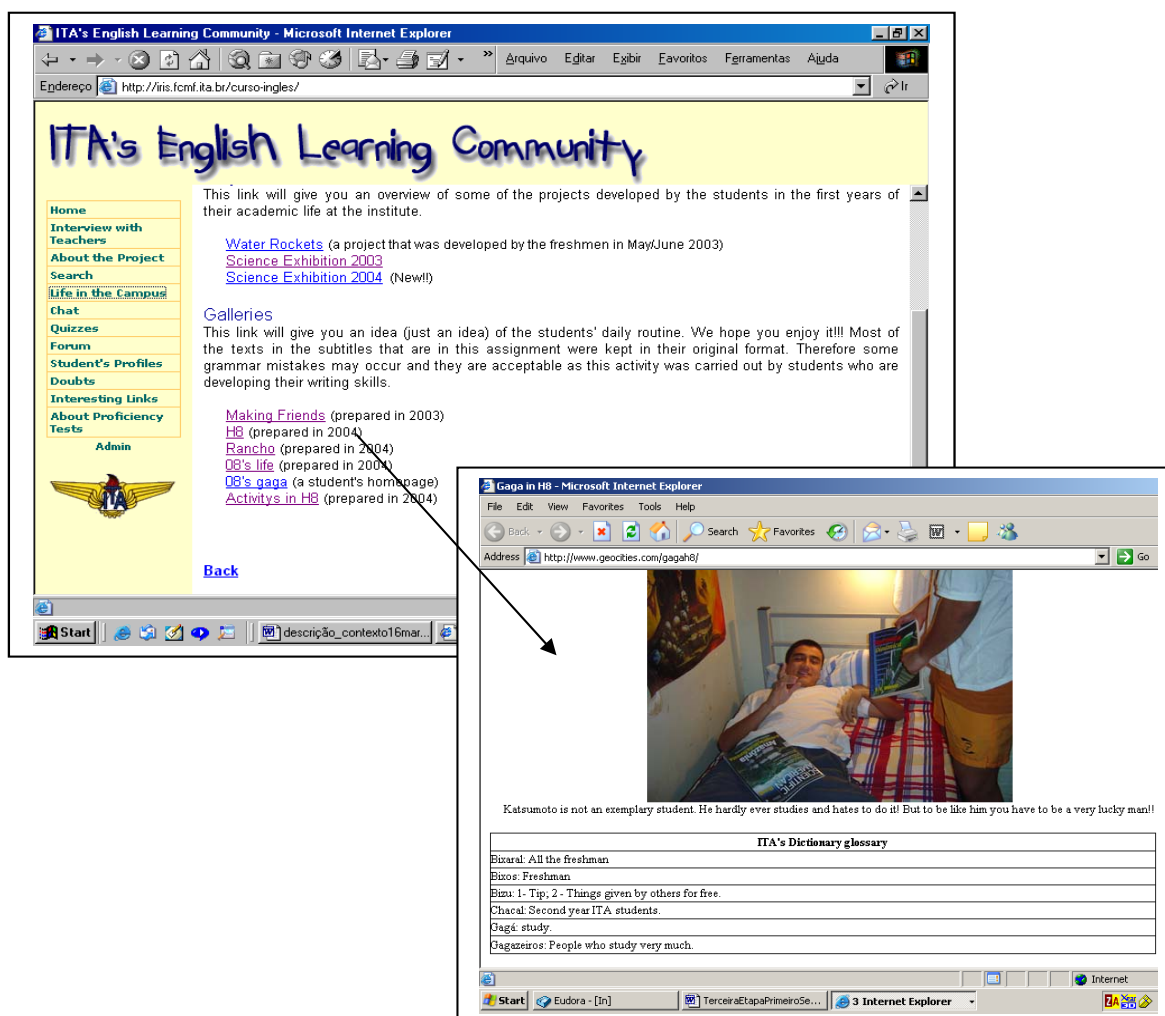 ITA's English Learning Community - Microsoft Internet Explorer
Arquivo Editar Exibir Favoritos Ferramentas Ajuda
Endereço http://iris.fcmf.ita.br/curso-ingles/ Ir
ITA's English Learning Community
Home
Interview with
Teachers
About the Project
Search
Life in the Campus
Chat
Quizzes
Forum
Student's Profiles
Doubts
Interesting Links
About Proficiency
Tests
Admin
ITA
This link will give you an overview of some of the projects developed by the students in the first years of
their academic life at the institute.
Water Rockets (a project that was developed by the freshmen in May/June 2003)
Science Exhibition 2003
Science Exhibition 2004 (New!!)
Galleries
This link will give you an idea (just an idea) of the students' daily routine. We hope you enjoy it!!! Most of
the texts in the subtitles that are in this assignment were kept in their original format. Therefore some
grammar mistakes may occur and they are acceptable as this activity was carried out by students who are
developing their writing skills.
Making Friends (prepared in 2003)
H8 (prepared in 2004)
Rancho (prepared in 2004)
08's life (prepared in 2004)
08's gaga (a student's homepage)
Activitys in H8 (prepared in 2004)
Back
Start descrição_contexto16mar...
Gaga in H8 - Microsoft Internet Explorer
File Edit View Favorites Tools Help
Back Search Favorites
Address http://www.geocities.com/gagah8/ Go
Amazônia
SCIENTIFIC
AMERICAN
Katsumoto is not an exemplary student. He hardly ever studies and hates to do it! But to be like him you have to be a very lucky man!!
ITA's Dictionary glossary
Bixaral: All the freshman
Bixos: Freshman
Bizu: 1- Tip; 2 - Things given by others for free.
Chacal: Second year ITA students.
Gagá: study.
Gagazeiros: People who study very much.
Internet
Start Eudora - [In] TerceiraEtapaPrimeiroSe... 3 Internet Explorer